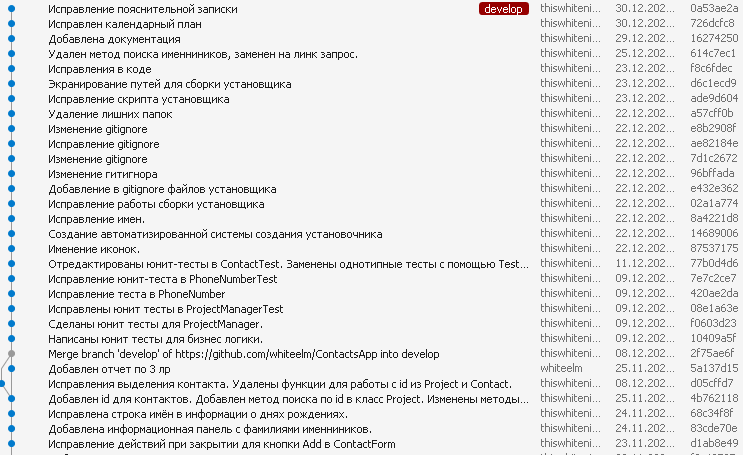 Исправление пояснительной записки develop thiswhiteni... 30.12.202... 0a53ae2a
Исправлен календарный план thiswhiteni... 30.12.202... 726dcfc8
Добавлена документация thiswhiteni... 29.12.202... 16274250
Удален метод поиска именниников, заменен на линк запрос. thiswhiteni... 25.12.202... 614c7ec1
Исправления в коде thiswhiteni... 23.12.202... f8c6fdec
Экранирование путей для сборки установщика thiswhiteni... 23.12.202... d6c1ecd9
Исправление скрипта установщика thiswhiteni... 23.12.202... ade9d604
Удаление лишних папок thiswhiteni... 22.12.202... a57cff0b
Изменение gitignore thiswhiteni... 22.12.202... e8b2908f
Исправление gitignore thiswhiteni... 22.12.202... ae82184e
Изменение gitignore thiswhiteni... 22.12.202... 7d1c2672
Изменение гитигнора thiswhiteni... 22.12.202... 96bffada
Добавление в gitignore файлов установщика thiswhiteni... 22.12.202... e432e362
Исправление работы сборки установщика thiswhiteni... 22.12.202... 02a1a774
Исправление имен. thiswhiteni... 22.12.202... 8a4221d8
Создание автоматизированной системы создания установочника thiswhiteni... 22.12.202... 14689006
Именение иконок. thiswhiteni... 22.12.202... 87537175
Отредактированы юнит-тесты в ContactTest. Заменены однотипные тесты с помощью Test... thiswhiteni... 11.12.202... 77b0d4d6
Исправление юнит-теста в PhoneNumberTest thiswhiteni... 09.12.202... 7e7c2ce7
Исправление теста в PhoneNumber thiswhiteni... 09.12.202... 420ae2da
Исправлены юнит тесты в ProjectManagerTest thiswhiteni... 09.12.202... 08e1a63e
Сделаны юнит тесты для ProjectManager. thiswhiteni... 09.12.202... f0603d23
Написаны юнит тесты для бизнес логики. thiswhiteni... 09.12.202... 10409a5f
Merge branch 'develop' of https://github.com/whiteelm/ContactsApp into develop thiswhiteni... 08.12.202... 2f75ae6f
Добавлен отчет по 3 лр whiteelm 25.11.202... 5a137d15
Исправления выделения контакта. Удалены функции для работы с id из Project и Contact. thiswhiteni... 08.12.202... d05cffd7
Добавлен id для контактов. Добавлен метод поиска по id в класс Project. Изменены методы... thiswhiteni... 25.11.202... 4b762118
Исправлена строка имён в информации о днях рождениях. thiswhiteni... 24.11.202... 68c34f8f
Добавлена информационная панель с фамилиями именниников. thiswhiteni... 24.11.202... 83cde70e
Исправление действий при закрытии для кнопки Add в ContactForm thiswhiteni... 23.11.202... d1ab8e49